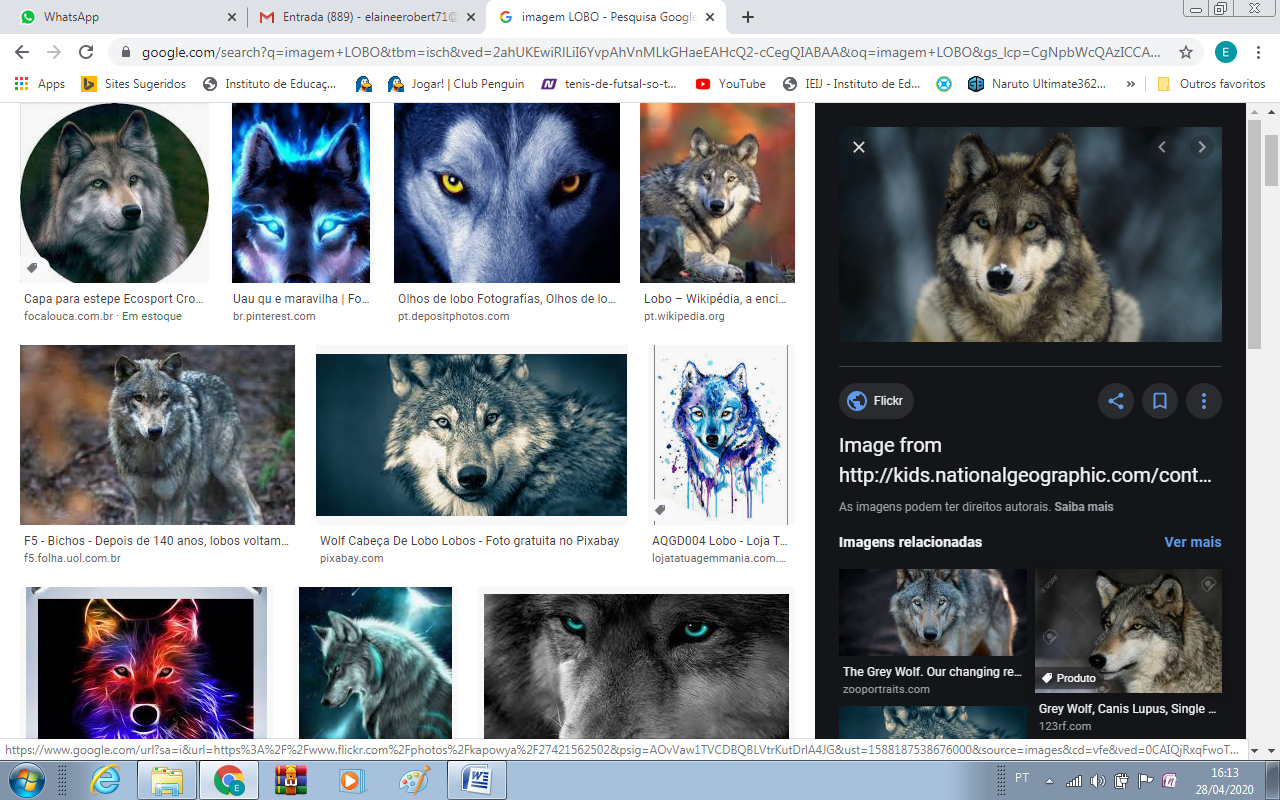 WhatsApp
Entrada (889) - elaineerobert71@
imagem LOBO - Pesquisa Google
google.com/search?q=imagem+LOBO&tbm=isch&ved=2ahUKEwiRlLiI6YvpAhVnMLkGHaeEAHcQ2-cCegQIABAA&oq=imagem+LOBO&gs_lcp=CgNpbWcQAzICCA...
E
Apps
Sites Sugeridos
Instituto de Educaç...
Jogar! | Club Penguin
tenis-de-futsal-so-t...
YouTube
IEIJ - Instituto de Ed...
Naruto Ultimate362...
»
Outros favoritos
Capa para estepe Ecosport Cro...
focalouca.com.br · Em estoque
Uau qu e maravilha | Fo...
br.pinterest.com
Olhos de lobo Fotografias, Olhos de lo...
pt.depositphotos.com
Lobo – Wikipédia, a enci...
pt.wikipedia.org
F5 - Bichos - Depois de 140 anos, lobos voltam...
f5.folha.uol.com.br
Wolf Cabeça De Lobo Lobos - Foto gratuita no Pixabay
pixabay.com
AQGD004 Lobo - Loja T...
lojatatuagemmania.com....
Flickr
Image from
http://kids.nationalgeographic.com/cont...
As imagens podem ter direitos autorais. Saiba mais
Imagens relacionadas
Ver mais
The Grey Wolf. Our changing re...
zooportraits.com
Produto
Grey Wolf, Canis Lupus, Single ...
123rf.com
https://www.google.com/url?sa=i&url=https%3A%2F%2Fwww.flickr.com%2Fphotos%2Fkapowya%2F27421562502&psig=AOvVaw1TVCDBQBLVtrKutDrlA4JG&ust=1588187538676000&source=images&cd=vfe&ved=0CAIQjRxqFwoT...
PT
16:13
28/04/2020